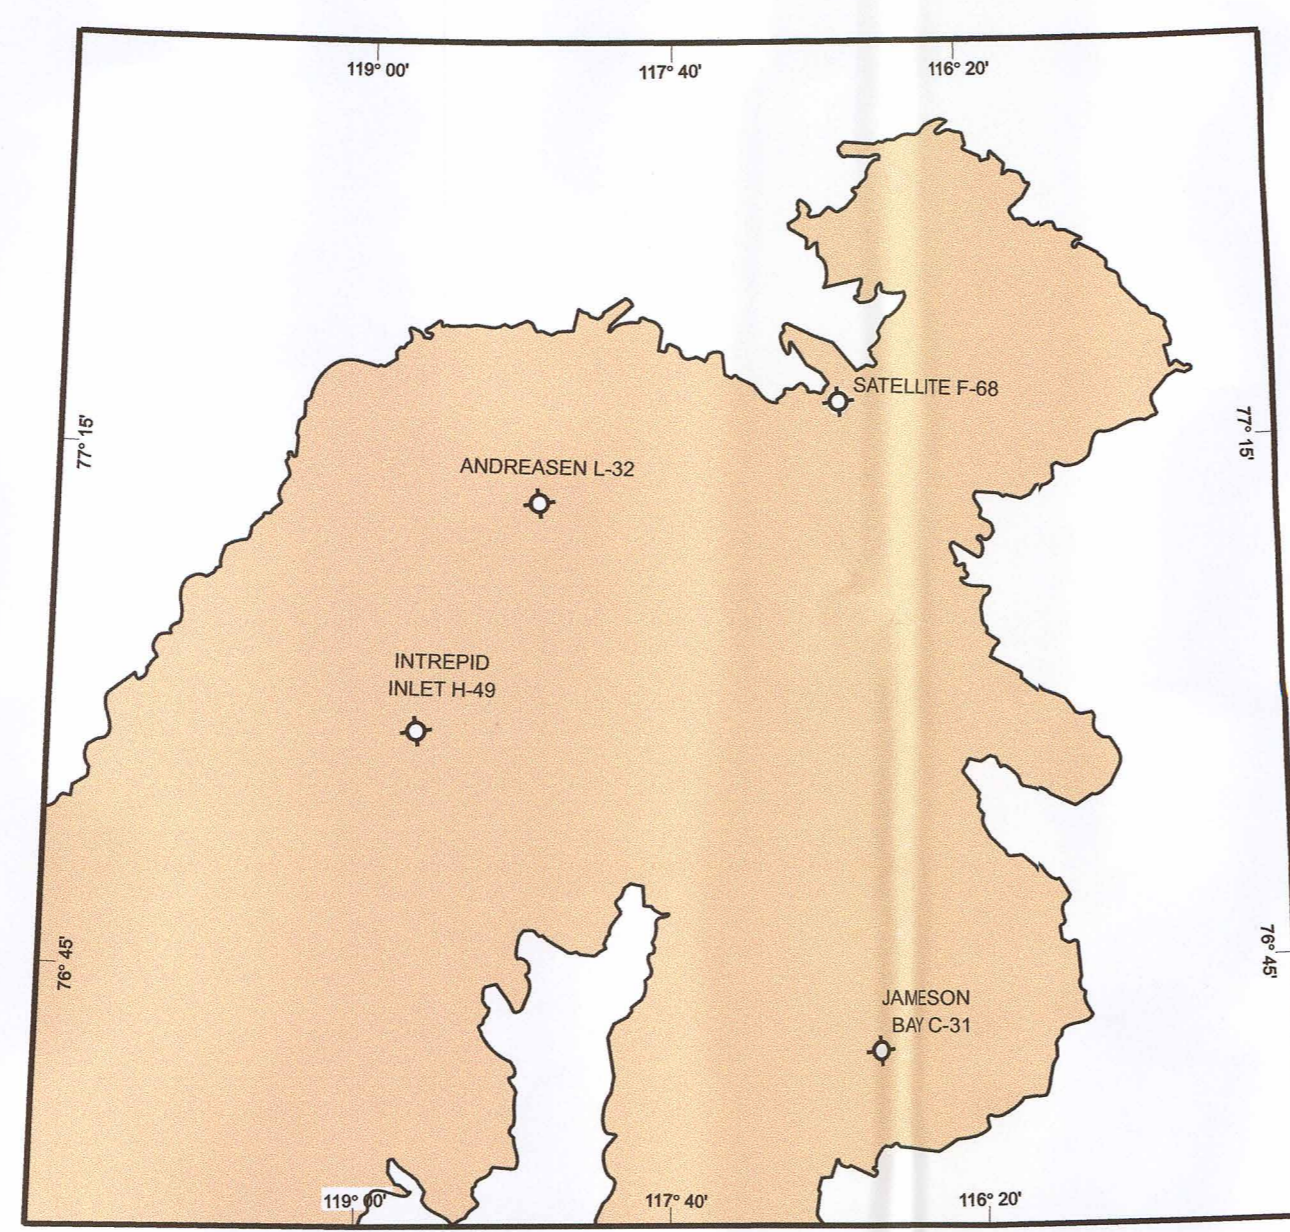 119° 00'
117° 40'
116° 20'
SATELLITE F-68
77° 15'
77° 15'
ANDREASEN L-32
INTREPID
INLET H-49
76° 45'
76° 45'
JAMESON
BAY C-31
119° 00'
117° 40'
116° 20'